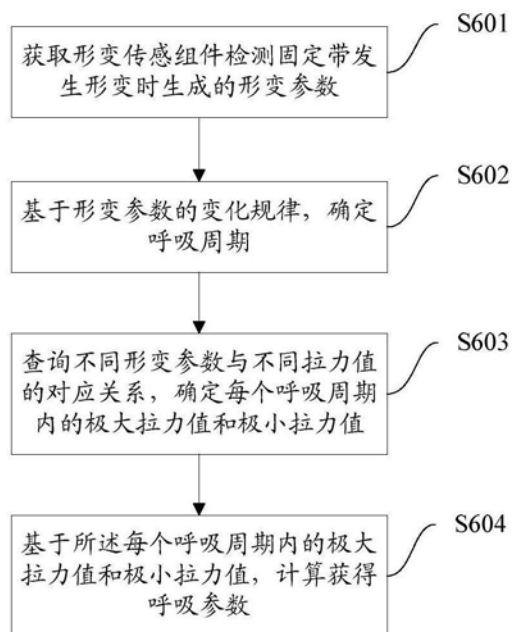 S601
获取形变传感组件检测固定带发
生形变时生成的形变参数
S602
基于形变参数的变化规律，确定
呼吸周期
S603
查询不同形变参数与不同拉力值
的对应关系，确定每个呼吸周期
内的极大拉力值和极小拉力值
S604
基于所述每个呼吸周期内的极大
拉力值和极小拉力值，计算获得
呼吸参数